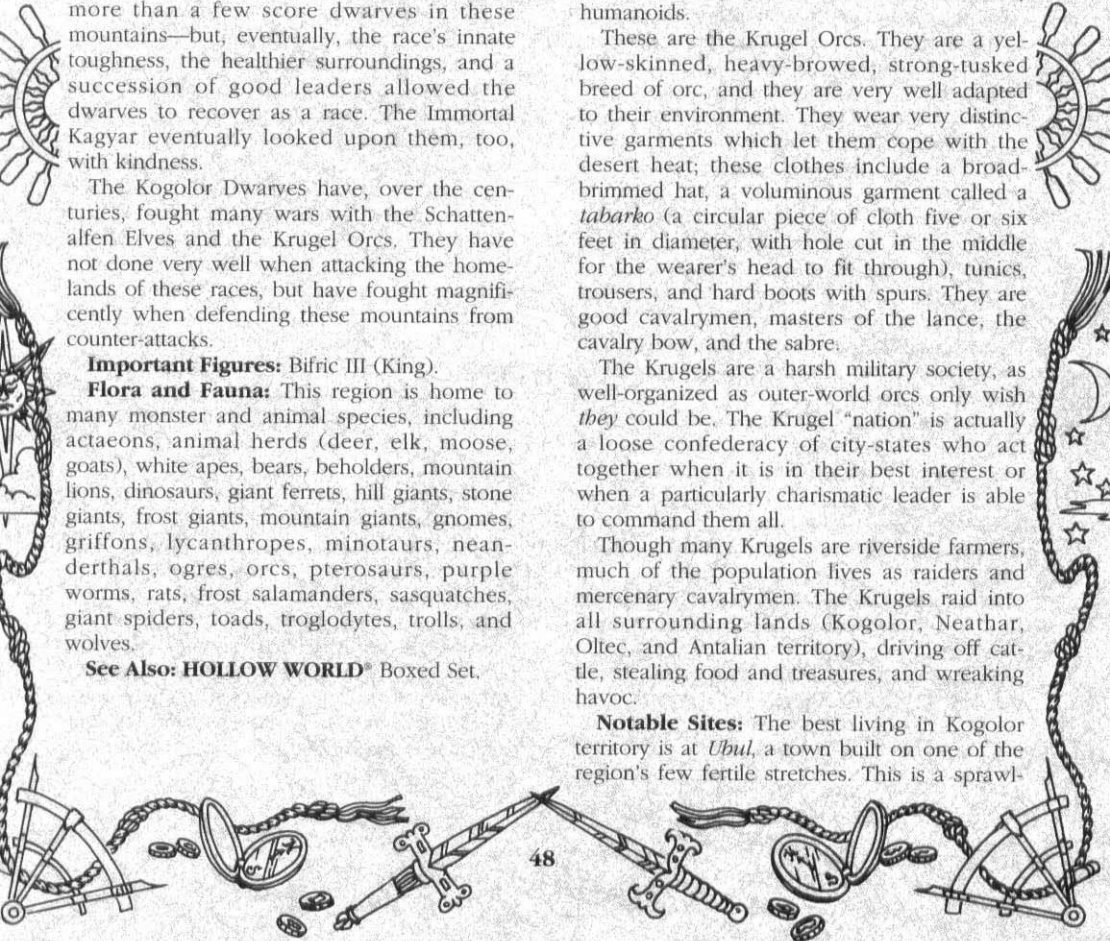 more than a few score dwarves in these
mountains—but, eventually, the race's innate
toughness, the healthier surroundings, and a
succession of good leaders allowed the
dwarves to recover as a race. The Immortal
Kagyar eventually looked upon them, too,
with kindness.
The Kogolor Dwarves have, over the cen-
turies, fought many wars with the Schatten-
alfen Elves and the Krugel Orcs. They have
not done very well when attacking the home-
lands of these races, but have fought magnifi-
cently when defending these mountains from
counter-attacks.
Important Figures: Bifric III (King).
Flora and Fauna: This region is home to
many monster and animal species, including
actaeons, animal herds (deer, elk, moose,
goats), white apes, bears, beholders, mountain
lions, dinosaurs, giant ferrets, hill giants, stone
giants, frost giants, mountain giants, gnomes,
griffons, lycanthropes, minotaurs, nean-
derthals, ogres, orcs, pterosaurs, purple
worms, rats, frost salamanders, sasquatches,
giant spiders, toads, troglodytes, trolls, and
wolves.
See Also: HOLLOW WORLD® Boxed Set.
humanoids.
These are the Krugel Orcs. They are a yel-
low-skinned, heavy-browed, strong-tusked
breed of orc, and they are very well adapted
to their environment. They wear very distinc-
tive garments which let them cope with the
desert heat; these clothes include a broad-
brimmed hat, a voluminous garment called a
tabarko (a circular piece of cloth five or six
feet in diameter, with hole cut in the middle
for the wearer's head to fit through), tunics,
trousers, and hard boots with spurs. They are
good cavalrymen, masters of the lance, the
cavalry bow, and the sabre.
The Krugels are a harsh military society, as
well-organized as outer-world orcs only wish
they could be. The Krugel "nation" is actually
a loose confederacy of city-states who act
together when it is in their best interest or
when a particularly charismatic leader is able
to command them all.
Though many Krugels are riverside farmers,
much of the population lives as raiders and
mercenary cavalrymen. The Krugels raid into
all surrounding lands (Kogolor, Neathar,
Oltec, and Antalian territory), driving off cat-
tle, stealing food and treasures, and wreaking
havoc.
Notable Sites: The best living in Kogolor
territory is at Ubul, a town built on one of the
region's few fertile stretches. This is a sprawl-
48